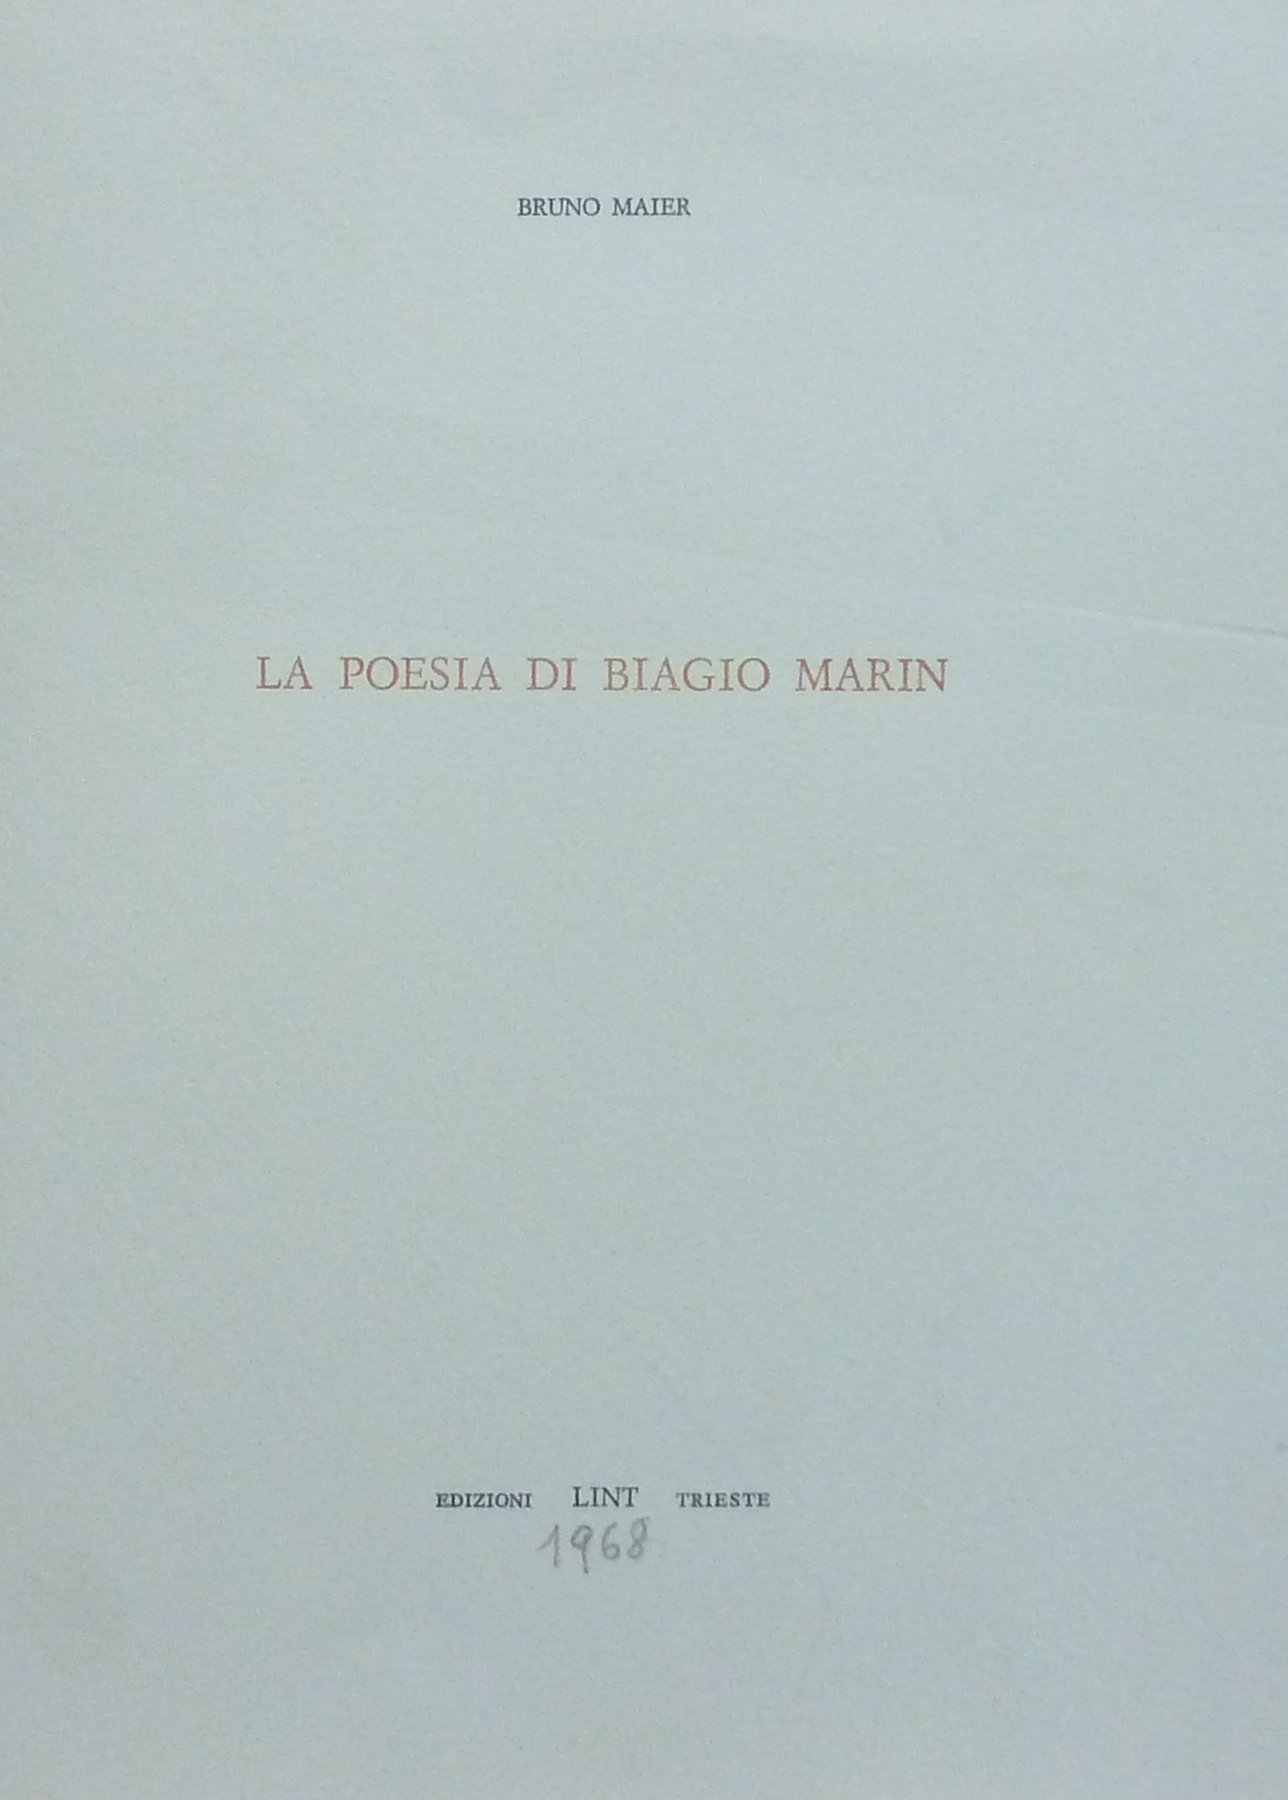 BRUNO MAIER
LA POESIA DI BIAGIO MARIN
EDIZIONI LINT TRIESTE
1968